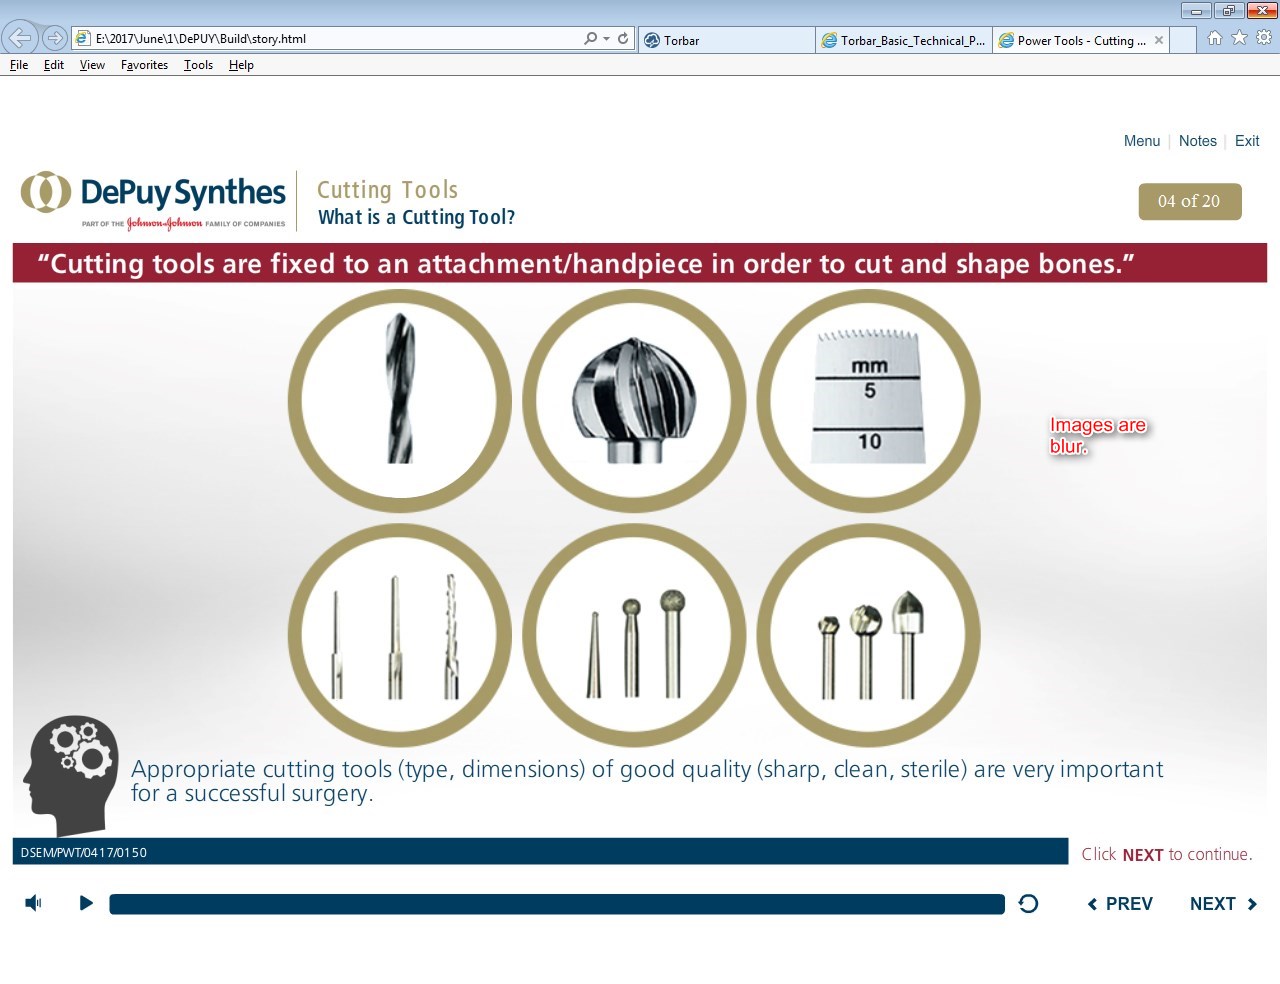 E:\2017\June\1\DePUY\Build\story.html
Torbar
Torbar_Basic_Technical_P...
Power Tools - Cutting ...
File Edit View Favorites Tools Help
Menu | Notes | Exit
DePuy Synthes
PART OF THE Johnson & Johnson FAMILY OF COMPANIES
Cutting Tools
What is a Cutting Tool?
04 of 20
“Cutting tools are fixed to an attachment/handpiece in order to cut and shape bones.”
mm
5
10
Images are
blur.
Appropriate cutting tools (type, dimensions) of good quality (sharp, clean, sterile) are very important
for a successful surgery.
DSEM/PWT/0417/0150
Click NEXT to continue.
PREV
NEXT